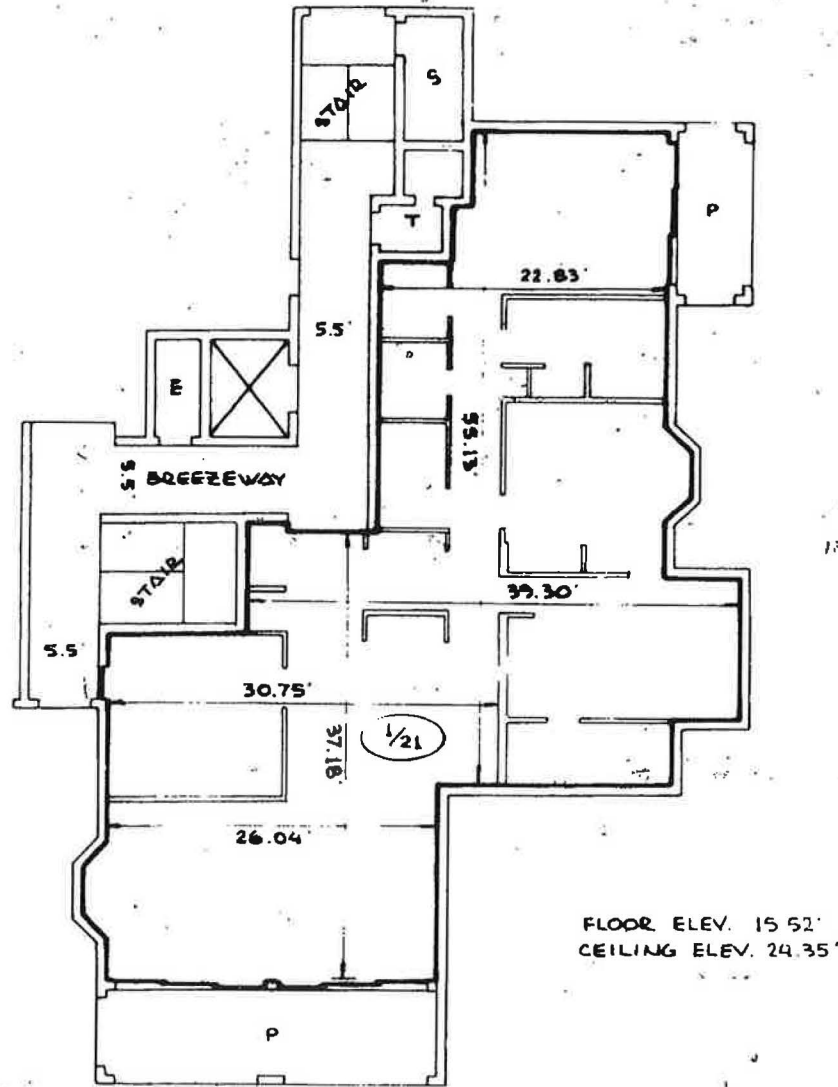 STAIR
S
P
T
22.83'
5.5'
E
55.13'
5.5'
BREEZEWAY
STAIR
39.30'
5.5'
30.75'
1/21
37.18'
26.04'
FLOOR ELEV. 15 52'
CEILING ELEV. 24.35'
P